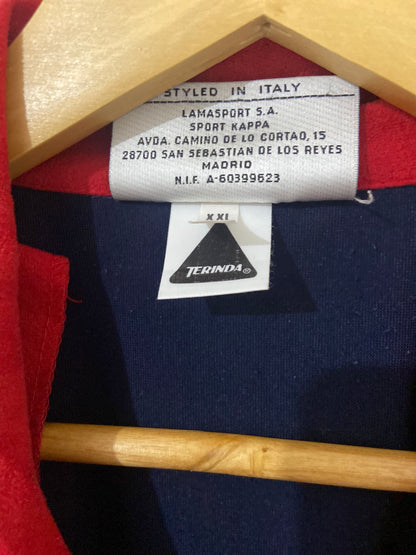 STYLED IN ITALY
LAMASPORT S.A.
SPORT KAPPA
AVDA. CAMINO DE LO CORTAO, 15
28700 SAN SEBASTIAN DE LOS REYES
MADRID
N.I.F. A-60399623
XXL
TERINDA®